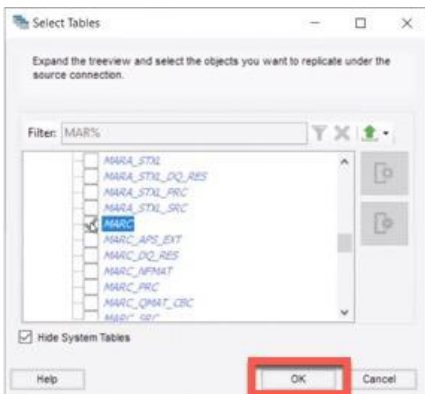 Select Tables
Expand the treeview and select the objects you want to replicate under the
source connection.
Filter: MAR%
MARA_STXL
MARA_STXL_DQ_RES
MARA_STXL_PRC
MARA_STXL_SRC
MARC
MARC_APS_EXT
MARC_DQ_RES
MARC_NFMAT
MARC_PRC
MARC_QMAT_CBC
MARC_SRC
Hide System Tables
Help
OK
Cancel